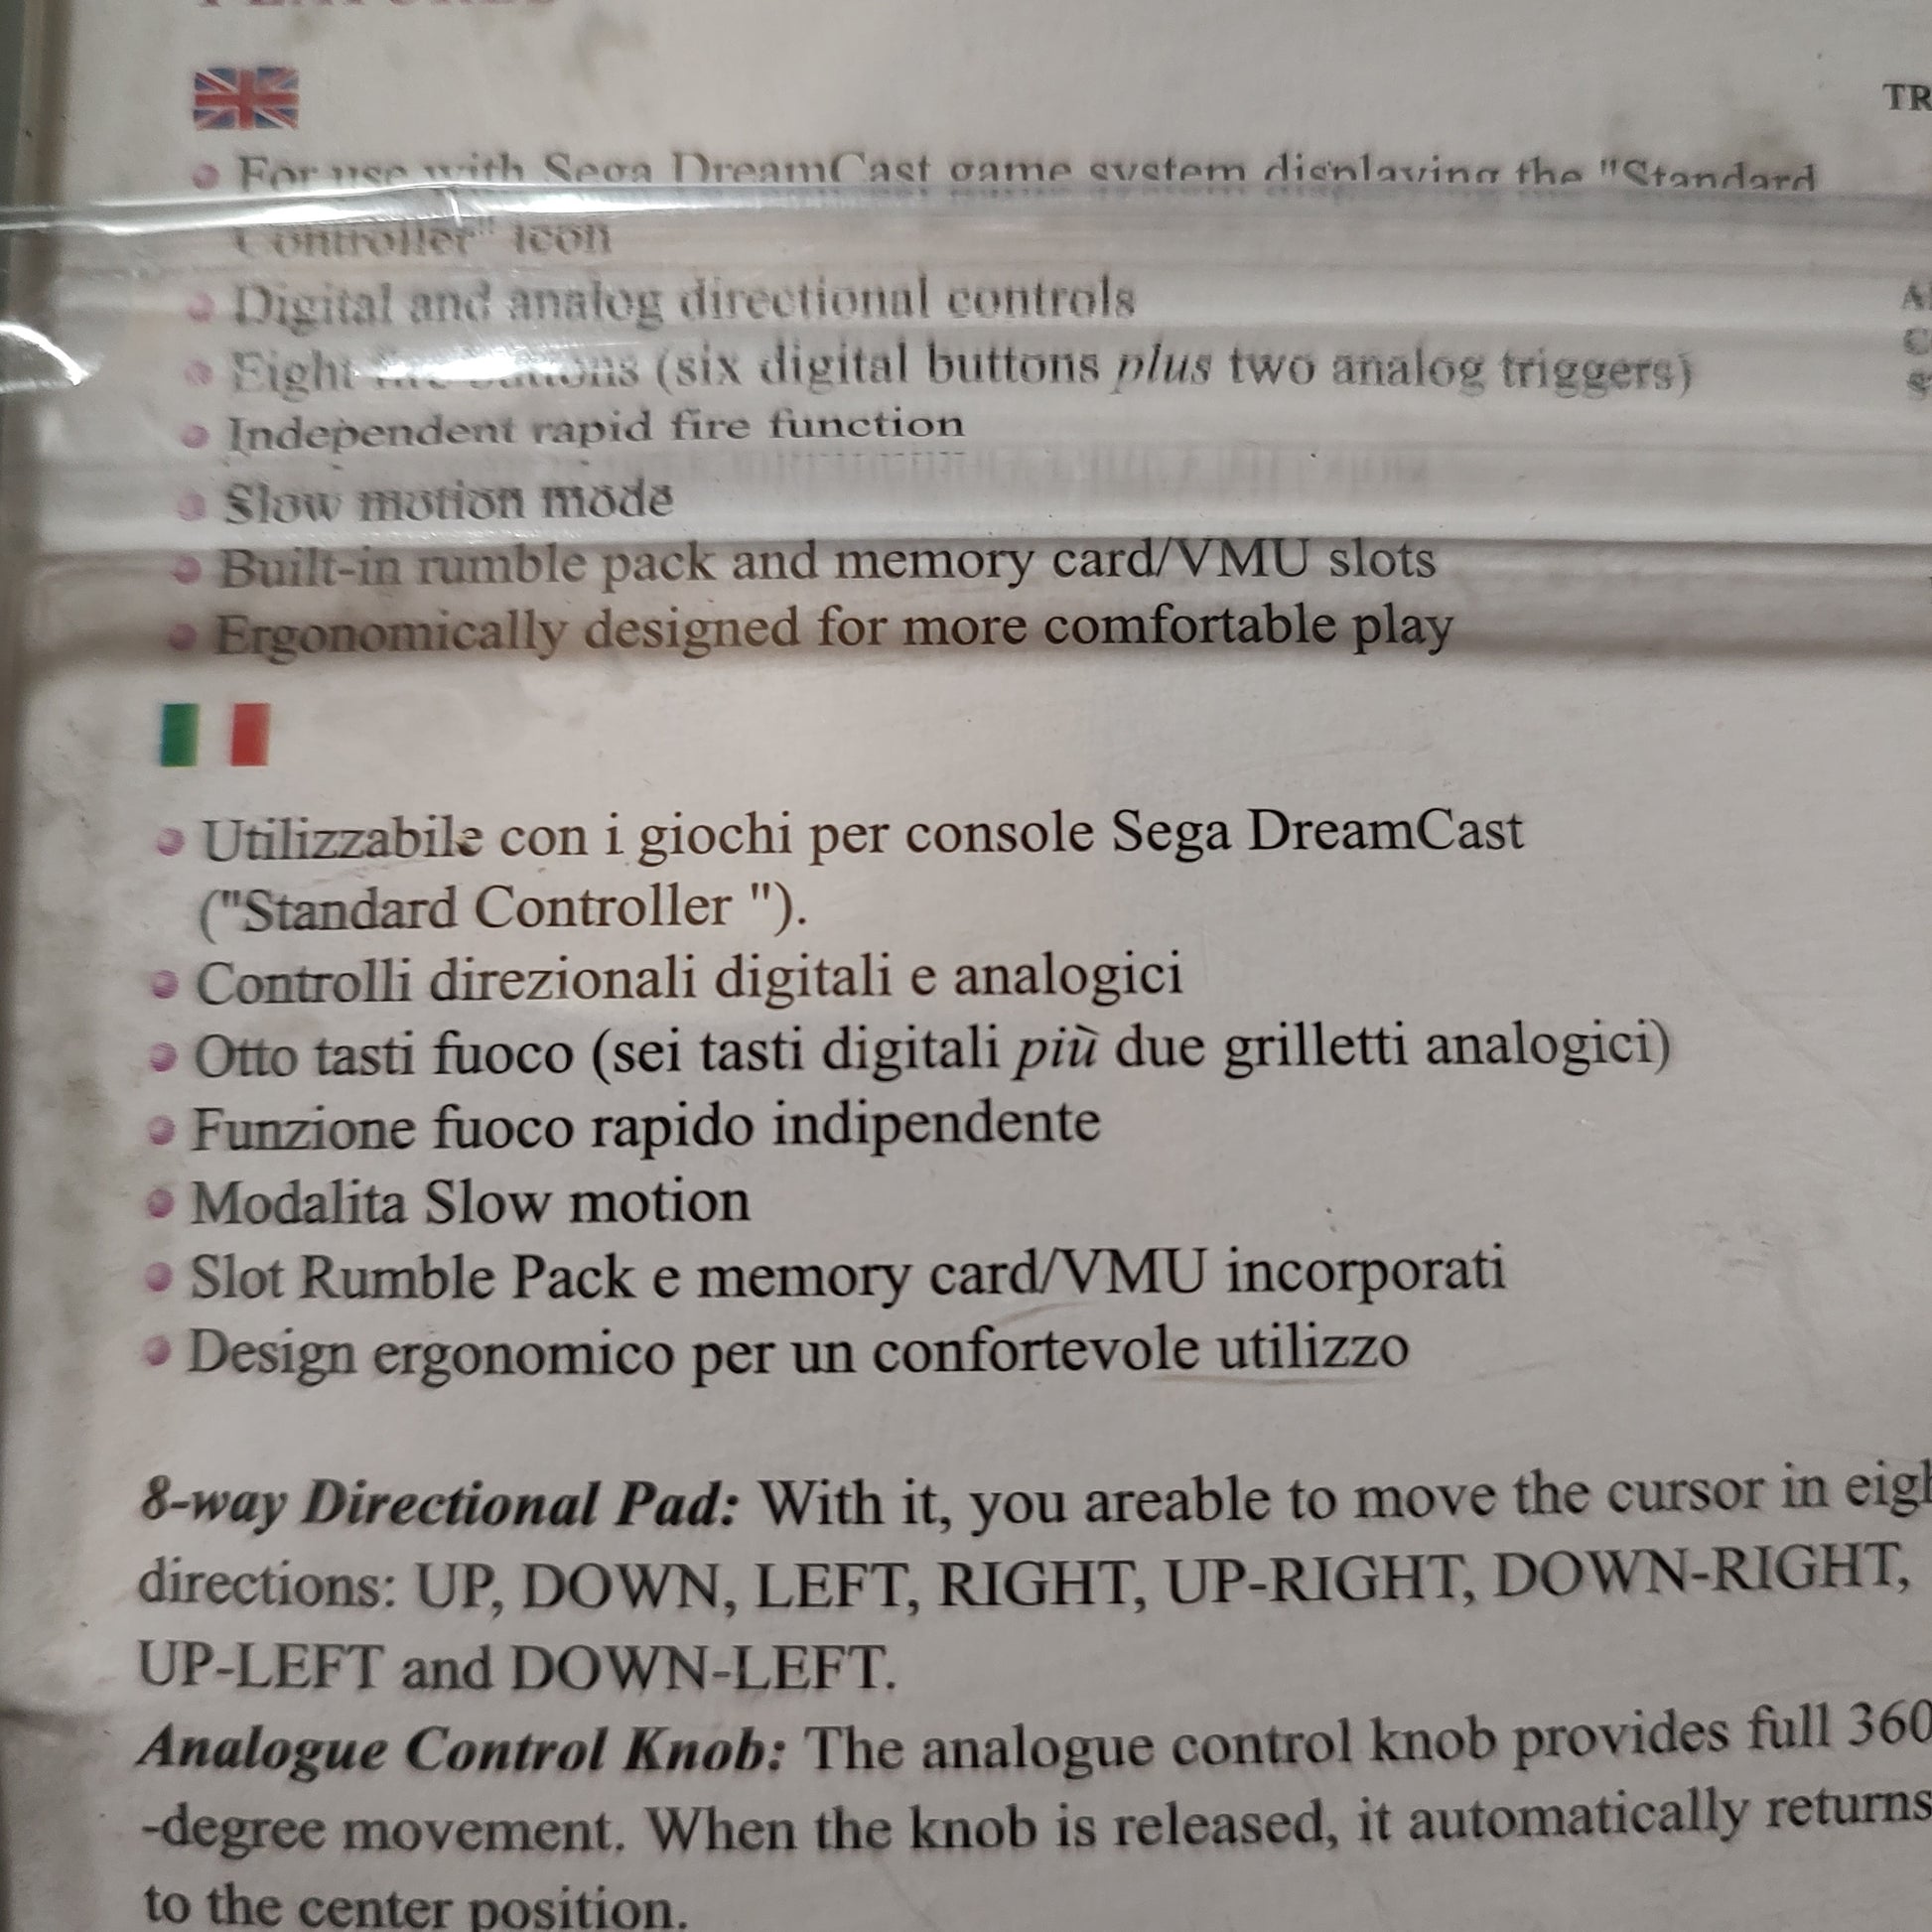 FEATURES
For use with Sega DreamCast game system displaying the "Standard
Controller" icon
Digital and analog directional controls
Eight fire buttons (six digital buttons plus two analog triggers)
Independent rapid fire function
Slow motion mode
Built-in rumble pack and memory card/VMU slots
Ergonomically designed for more comfortable play
Utilizzabile con i giochi per console Sega DreamCast
("Standard Controller ").
Controlli direzionali digitali e analogici
Otto tasti fuoco (sei tasti digitali più due grilletti analogici)
Funzione fuoco rapido indipendente
Modalita Slow motion
Slot Rumble Pack e memory card/VMU incorporati
Design ergonomico per un confortevole utilizzo
8-way Directional Pad: With it, you areable to move the cursor in eigh
directions: UP, DOWN, LEFT, RIGHT, UP-RIGHT, DOWN-RIGHT,
UP-LEFT and DOWN-LEFT.
Analogue Control Knob: The analogue control knob provides full 360
-degree movement. When the knob is released, it automatically returns
to the center position.
TR